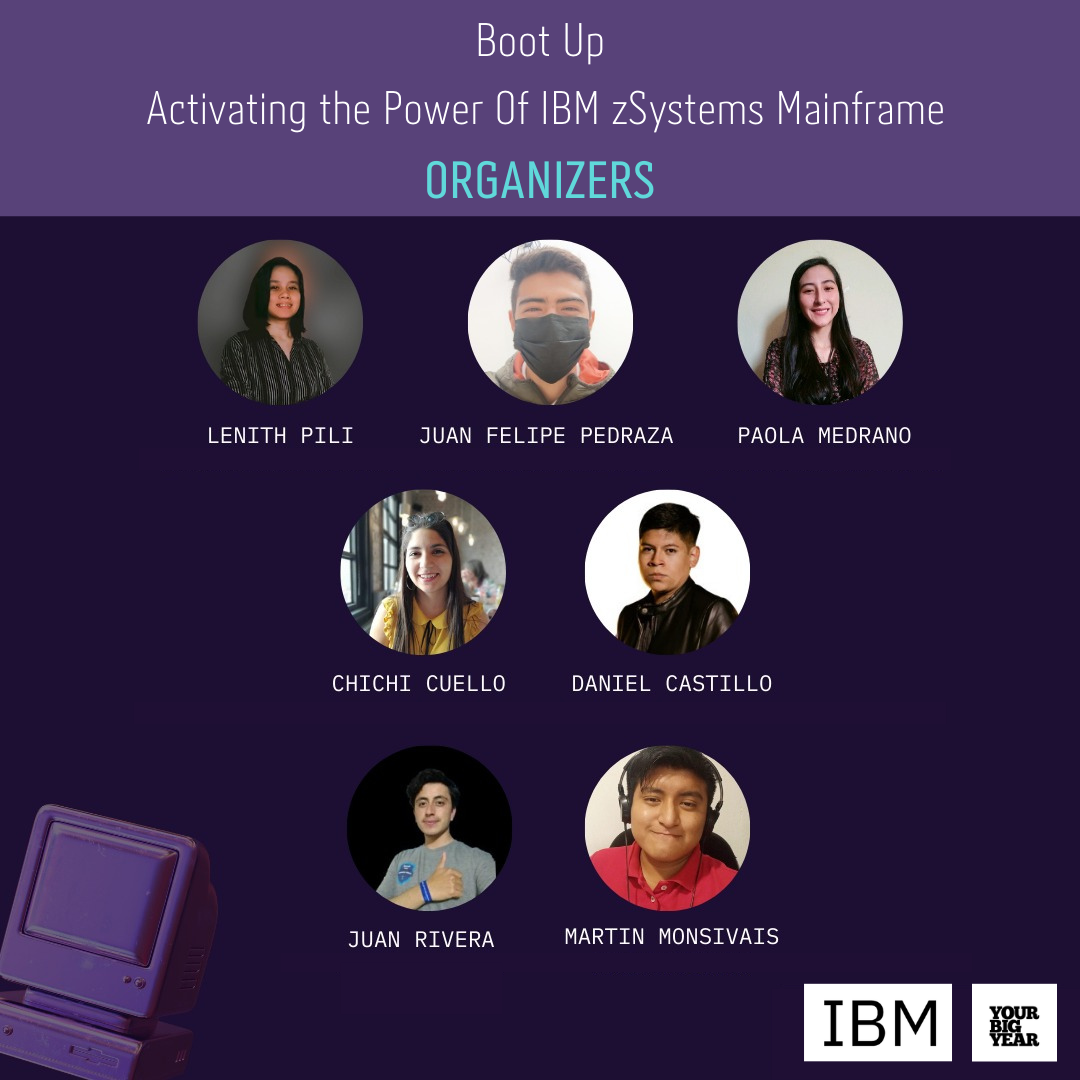 Boot Up
Activating the Power Of IBM zSystems Mainframe
ORGANIZERS
LENITH PILI
JUAN FELIPE PEDRAZA
PAOLA MEDRANO
CHICHI CUELLO
DANIEL CASTILLO
JUAN RIVERA
MARTIN MONSIVAIS
IBM
YOUR
BIG
YEAR